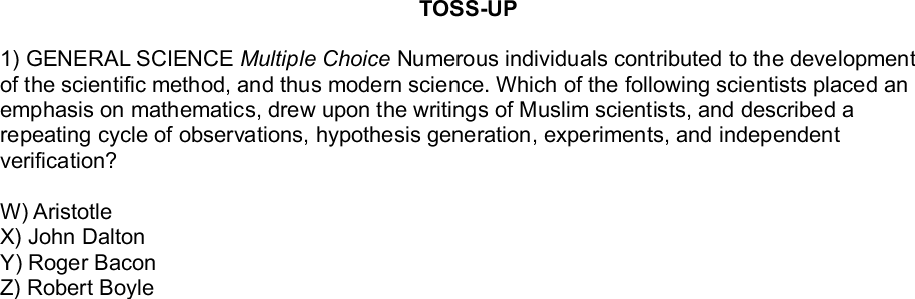 TOSS-UP
1) GENERAL SCIENCE Multiple Choice Numerous individuals contributed to the development
of the scientific method, and thus modern science. Which of the following scientists placed an
emphasis on mathematics, drew upon the writings of Muslim scientists, and described a
repeating cycle of observations, hypothesis generation, experiments, and independent
verification?
W) Aristotle
X) John Dalton
Y) Roger Bacon
Z) Robert Boyle